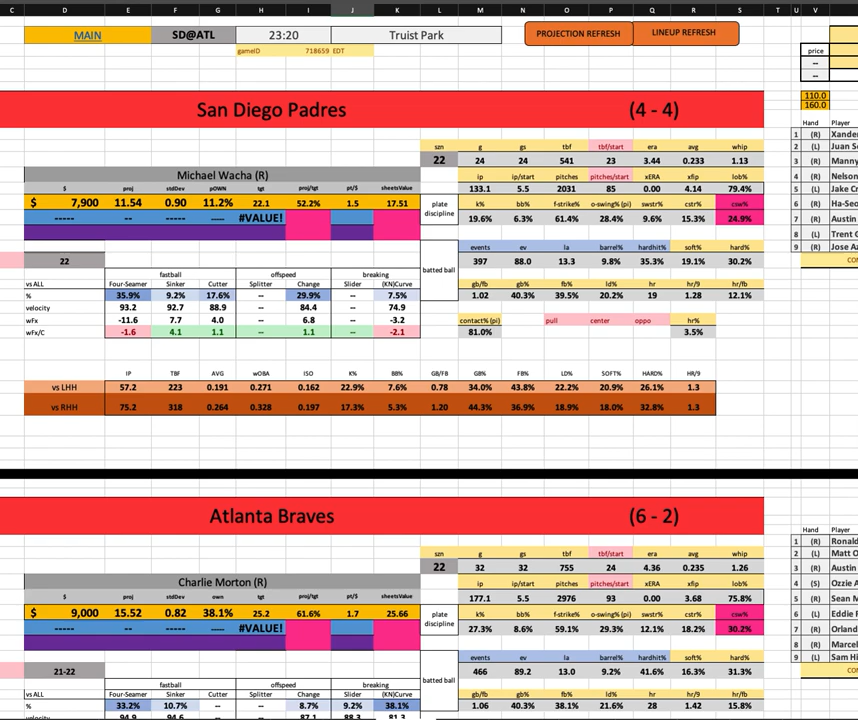 C D E F G H I J K L M N O P Q R S T U V W
MAIN SD@ATL 23:20 Truist Park PROJECTION REFRESH LINEUP REFRESH
gameID 718659 EDT
price
--
--
San Diego Padres (4 - 4)
110.0
160.0
Hand Player
szn g gs tbf tbf/start era avg whip
22 24 24 541 23 3.44 0.233 1.13
Michael Wacha (R)
ip ip/start pitches pitches/start xERA xfip lob%
133.1 5.5 2031 85 0.00 4.14 79.4%
$ proj stdDev pOWN tgt proj/tgt pt/$ sheetsValue
$ 7,900 11.54 0.90 11.2% 22.1 52.2% 1.5 17.51
plate discipline
k% bb% f-strike% o-swing% (pi) swstr% cstr% csw%
19.6% 6.3% 61.4% 28.4% 9.6% 15.3% 24.9%
----- -- ----- ---- #VALUE!
1 (R) Xander
2 (L) Juan S
3 (R) Manny
4 (R) Nelson
5 (L) Jake C
6 (R) Ha-Seo
7 (R) Austin
8 (L) Trent G
9 (R) Jose Az
CON
batted ball
events ev la barrel% hardhit% soft% hard%
397 88.0 13.3 9.8% 35.3% 19.1% 30.2%
22
fastball offspeed breaking
vs ALL Four-Seamer Sinker Cutter Splitter Change Slider (KN)Curve
gb/fb gb% fb% ld% hr hr/9 hr/fb
1.02 40.3% 39.5% 20.2% 19 1.28 12.1%
% 35.9% 9.2% 17.6% -- 29.9% -- 7.5%
velocity 93.2 92.7 88.9 -- 84.4 -- 74.9
wFx -11.6 7.7 4.0 -- 6.8 -- -3.2
wFx/C -1.6 4.1 1.1 -- 1.1 -- -2.1
contact% (pi) pull center oppo hr%
81.0% 3.5%
IP TBF AVG wOBA ISO K% BB% GB/FB GB% FB% LD% SOFT% HARD% HR/9
vs LHH 57.2 223 0.191 0.271 0.162 22.9% 7.6% 0.78 34.0% 43.8% 22.2% 20.9% 26.1% 1.3
vs RHH 75.2 318 0.264 0.328 0.197 17.3% 5.3% 1.20 44.3% 36.9% 18.9% 18.0% 32.8% 1.3
Atlanta Braves (6 - 2)
Hand Player
szn g gs tbf tbf/start era avg whip
22 32 32 755 24 4.36 0.235 1.26
Charlie Morton (R)
ip ip/start pitches pitches/start xERA xfip lob%
177.1 5.5 2976 93 0.00 3.68 75.8%
$ proj stdDev own tgt proj/tgt pt/$ sheetsValue
$ 9,000 15.52 0.82 38.1% 25.2 61.6% 1.7 25.66
plate discipline
k% bb% f-strike% o-swing% (pi) swstr% cstr% csw%
27.3% 8.6% 59.1% 29.3% 12.1% 18.2% 30.2%
----- -- ----- ---- #VALUE!
1 (R) Ronald
2 (L) Matt O
3 (R) Austin
4 (S) Ozzie A
5 (R) Sean M
6 (L) Eddie F
7 (R) Orland
8 (R) Marcel
9 (L) Sam Hi
CON
batted ball
events ev la barrel% hardhit% soft% hard%
466 89.2 13.0 9.2% 41.6% 16.3% 31.3%
21-22
fastball offspeed breaking
vs ALL Four-Seamer Sinker Cutter Splitter Change Slider (KN)Curve
gb/fb gb% fb% ld% hr hr/9 hr/fb
1.06 40.3% 38.1% 21.6% 28 1.42 15.8%
% 33.2% 10.7% -- -- 8.7% 9.2% 38.1%
velocity 94.9 94.6 -- -- 87.1 88.3 81.3